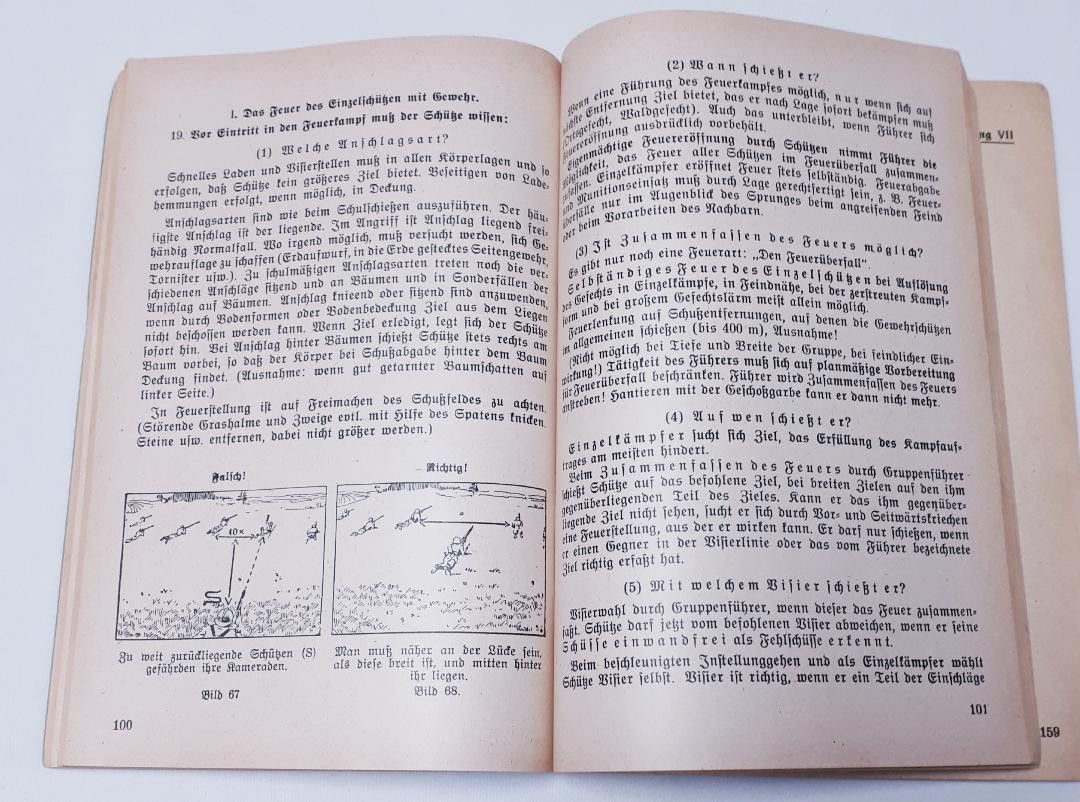 1. Das Feuer des Einzelschützen mit Gewehr.
19. Vor Eintritt in den Feuerkampf muß der Schütze wissen:
(1) Welche Anschlagsart?
Schnelles Laden und Visierstellen muß in allen Körperlagen und so
erfolgen, daß Schütze kein größeres Ziel bietet. Beseitigen von Lade-
hemmungen erfolgt, wenn möglich, in Deckung.
Anschlagsarten sind wie beim Schulschießen auszuführen. Der häu-
figste Anschlag ist der liegende. Im Angriff ist Anschlag liegend frei-
händig Normalfall. Wo irgend möglich, muß versucht werden, sich Ge-
wehrauflage zu schaffen (Erdaufwurf, in die Erde gestecktes Seitengewehr,
Tornister usw.). Zu schulmäßigen Anschlagsarten treten noch die ver-
schiedenen Anschläge sitzend und an Bäumen und in Sonderfällen der
Anschlag auf Bäumen. Anschlag knieend oder sitzend sind anzuwenden,
wenn durch Bodenformen oder Bodenbedeckung Ziel aus dem Liegen
nicht beschossen werden kann. Wenn Ziel erledigt, legt sich der Schütze
sofort hin. Bei Anschlag hinter Bäumen schießt Schütze stets rechts am
Baum vorbei, so daß der Körper bei Schußabgabe hinter dem Baum
Deckung findet. (Ausnahme: wenn gut getarnter Baumschatten auf
linker Seite.)
In Feuerstellung ist auf Freimachen des Schußfeldes zu achten.
(Störende Grashalme und Zweige evtl. mit Hilfe des Spatens knicken.
Steine usw. entfernen, dabei nicht größer werden.)
Falsch!
Richtig!
40x
S
Zu weit zurückliegende Schützen (S)
gefährden ihre Kameraden.
Bild 67
Man muß näher an der Lücke sein,
als diese breit ist, und mitten hinter
ihr liegen.
Bild 68.
100
(2) Wann schießt er?
Wenn eine Führung des Feuerkampfes möglich, nur wenn sich auf
nächste Entfernung Ziel bietet, das er nach Lage sofort bekämpfen muß
(Ortsgefecht, Waldgefecht). Auch das unterbleibt, wenn Führer sich
Feuereröffnung ausdrücklich vorbehält.
Eigenmächtige Feuereröffnung durch Schützen nimmt Führer die
Möglichkeit, das Feuer aller Schützen im Feuerüberfall zusammen-
zufassen. Einzelkämpfer eröffnet Feuer stets selbständig. Feuerabgabe
und Munitionseinsatz muß durch Lage gerechtfertigt sein, z. B. Feuer-
überfälle nur im Augenblick des Sprunges beim angreifenden Feind
oder beim Vorarbeiten des Nachbarn.
(3) Ist Zusammenfassen des Feuers möglich?
Es gibt nur noch eine Feuerart: „Den Feuerüberfall".
Selbständiges Feuer des Einzelschützen bei Auflösung
des Gefechts in Einzelkämpfe, in Feindnähe, bei der zerstreuten Kampf-
form und bei großem Gefechtslärm meist allein möglich.
Feuerlenkung auf Schußentfernungen, auf denen die Gewehrschützen
im allgemeinen schießen (bis 400 m), Ausnahme!
(Nicht möglich bei Tiefe und Breite der Gruppe, bei feindlicher Ein-
wirkung!) Tätigkeit des Führers muß sich auf planmäßige Vorbereitung
für Feuerüberfall beschränken. Führer wird Zusammenfassen des Feuers
anstreben! Hantieren mit der Geschoßgarbe kann er dann nicht mehr.
(4) Auf wen schießt er?
Einzelkämpfer sucht sich Ziel, das Erfüllung des Kampfauf-
trages am meisten hindert.
Beim Zusammenfassen des Feuers durch Gruppenführer
schießt Schütze auf das befohlene Ziel, bei breiten Zielen auf den ihm
gegenüberliegenden Teil des Zieles. Kann er das ihm gegenüber-
liegende Ziel nicht sehen, sucht er sich durch Vor- und Seitwärtskriechen
eine Feuerstellung, aus der er wirken kann. Er darf nur schießen, wenn
er einen Gegner in der Visierlinie oder das vom Führer bezeichnete
Ziel richtig erfaßt hat.
(5) Mit welchem Visier schießt er?
Visierwahl durch Gruppenführer, wenn dieser das Feuer zusammen-
faßt. Schütze darf jetzt vom befohlenen Visier abweichen, wenn er seine
Schüsse einwandfrei als Fehlschüsse erkennt.
Beim beschleunigten Instellunggehen und als Einzelkämpfer wählt
Schütze Visier selbst. Visier ist richtig, wenn er ein Teil der Einschläge
101
ng VII
159